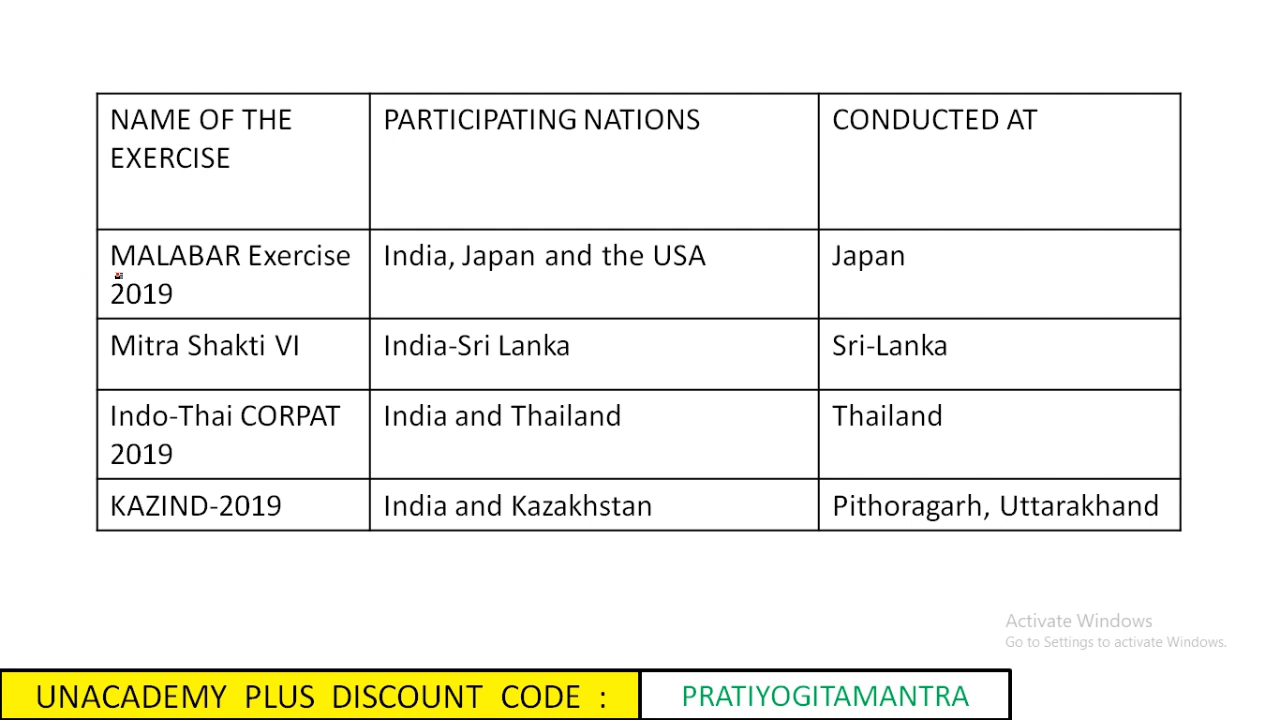 NAME OF THE EXERCISE
PARTICIPATING NATIONS
CONDUCTED AT
MALABAR Exercise 2019
India, Japan and the USA
Japan
Mitra Shakti VI
India-Sri Lanka
Sri-Lanka
Indo-Thai CORPAT 2019
India and Thailand
Thailand
KAZIND-2019
India and Kazakhstan
Pithoragarh, Uttarakhand
Activate Windows
Go to Settings to activate Windows.
UNACADEMY PLUS DISCOUNT CODE :
PRATIYOGITAMANTRA